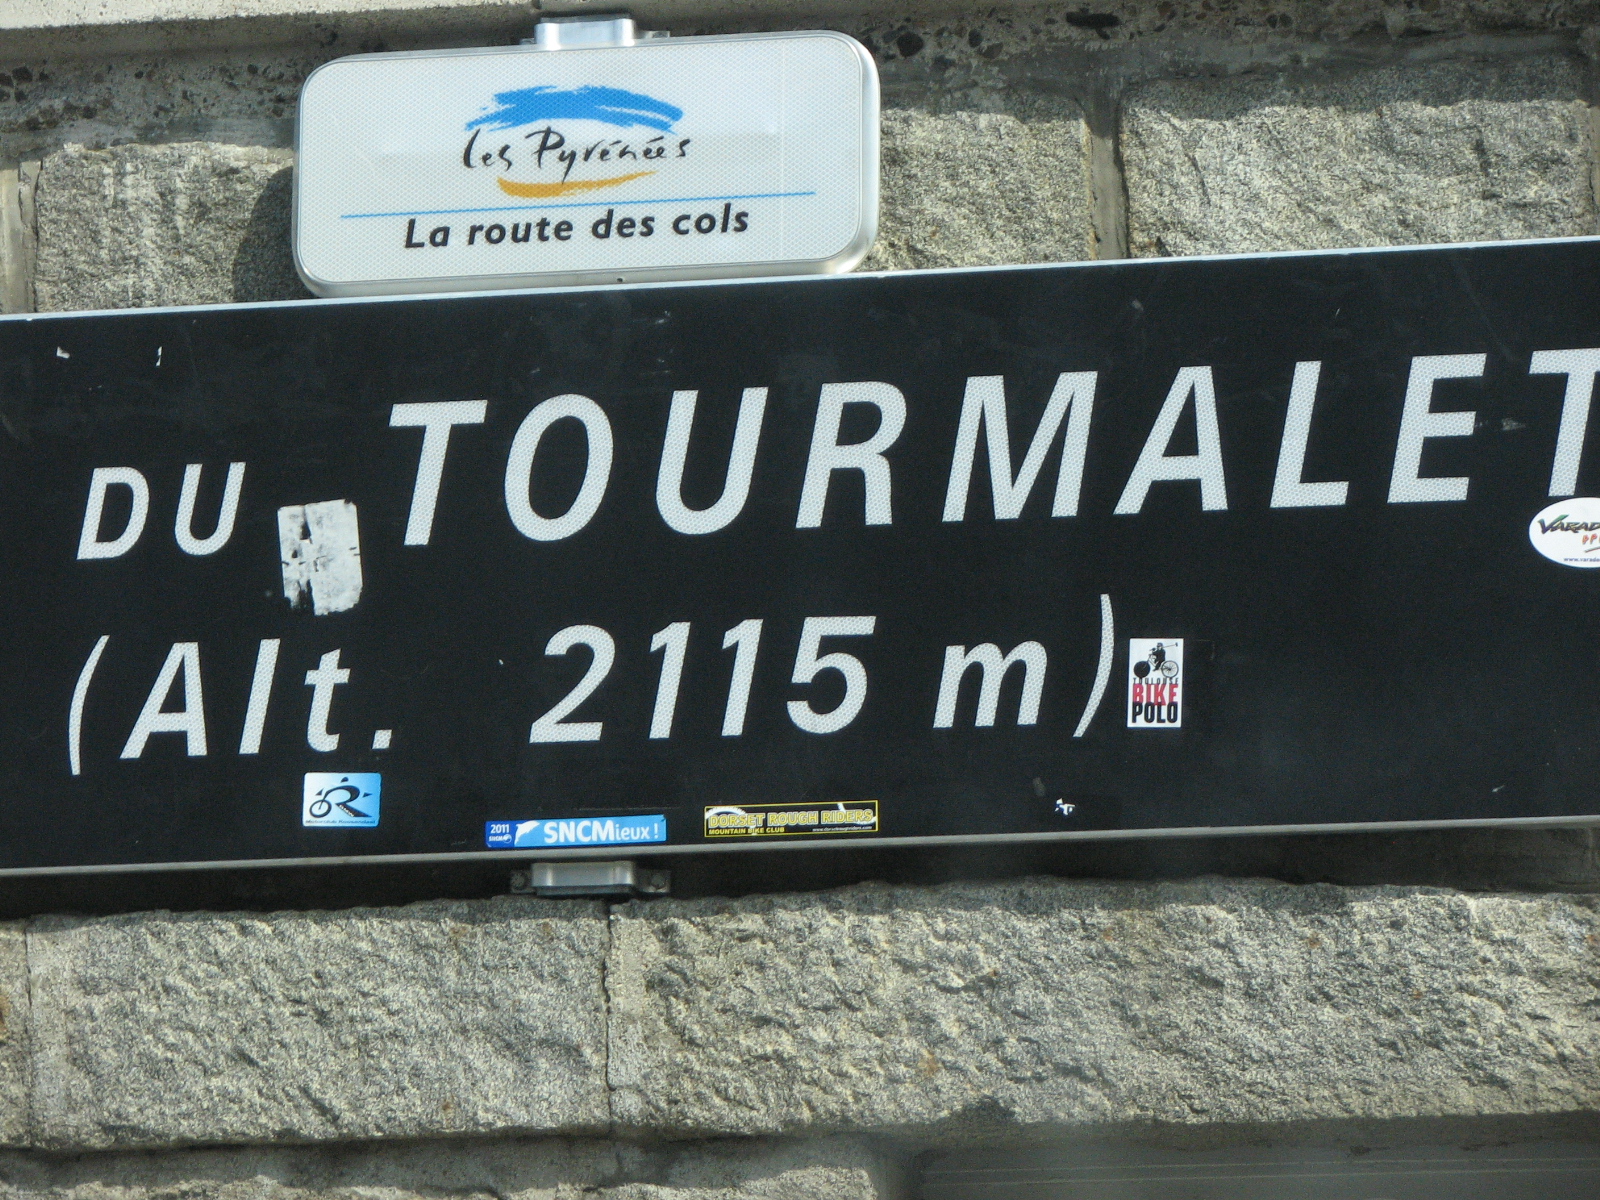 Les Pyrénées
La route des cols
DU TOURMALET
(Alt. 2115 m)
TOULOUSE
BIKE
POLO
2011
SNCMieux !
DORSET ROUGH RIDERS
MOUNTAIN BIKE CLUB